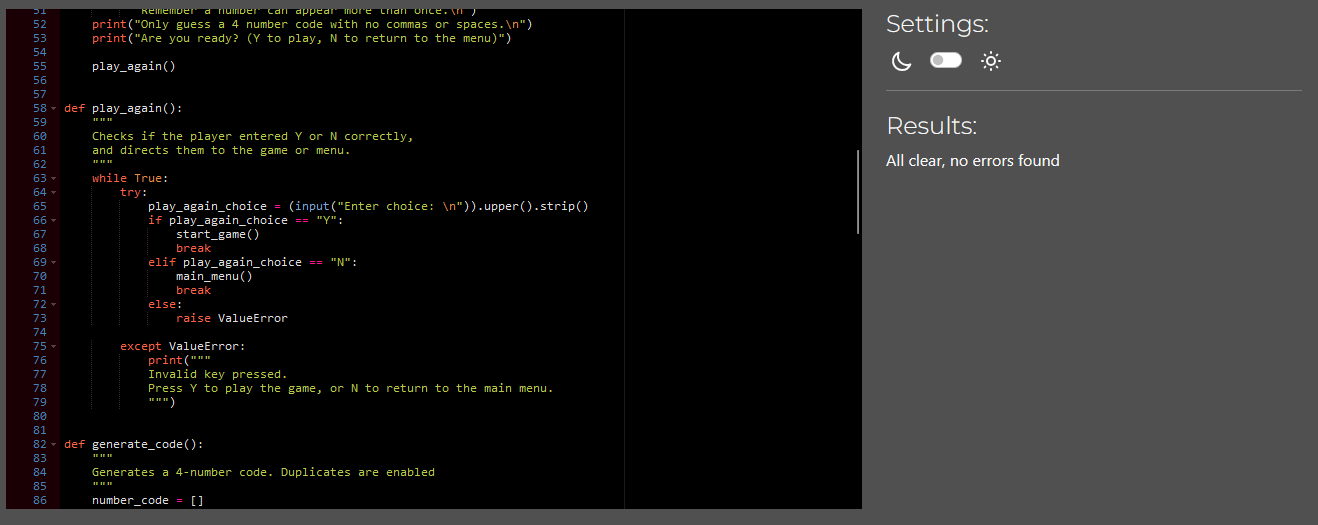 51 "Remember a number can appear more than once.\n")
52 print("Only guess a 4 number code with no commas or spaces.\n")
53 print("Are you ready? (Y to play, N to return to the menu)")
54
55 play_again()
56
57
58 def play_again():
59 """
60 Checks if the player entered Y or N correctly,
61 and directs them to the game or menu.
62 """
63 while True:
64 try:
65 play_again_choice = (input("Enter choice: \n")).upper().strip()
66 if play_again_choice == "Y":
67 start_game()
68 break
69 elif play_again_choice == "N":
70 main_menu()
71 break
72 else:
73 raise ValueError
74
75 except ValueError:
76 print("""
77 Invalid key pressed.
78 Press Y to play the game, or N to return to the main menu.
79 """)
80
81
82 def generate_code():
83 """
84 Generates a 4-number code. Duplicates are enabled
85 """
86 number_code = []
Settings:
Results:
All clear, no errors found